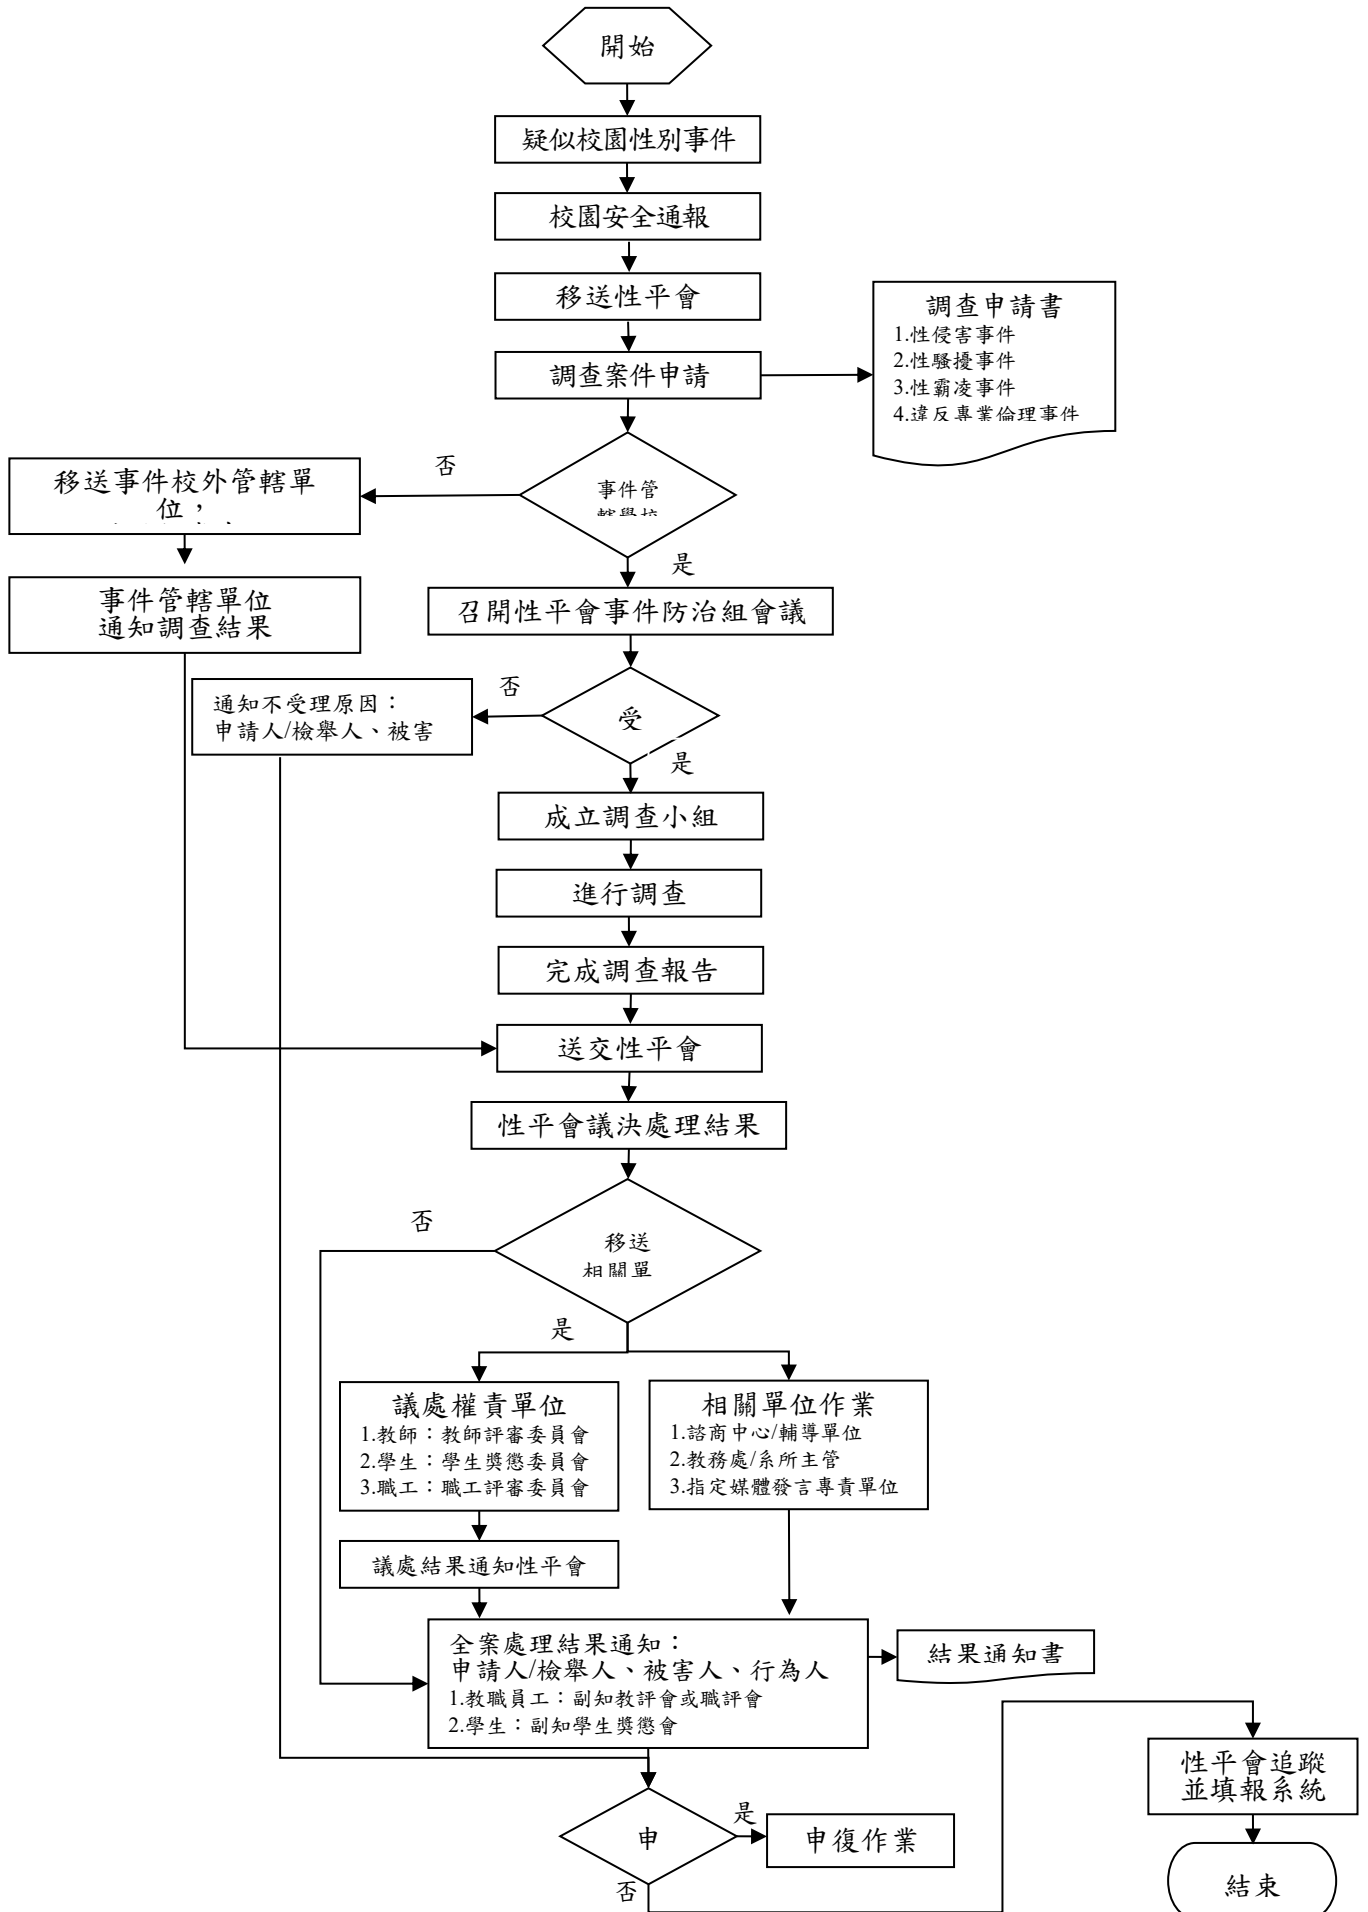 開始
疑似校園性別事件
校園安全通報
移送性平會
調查案件申請
調查申請書
1.性侵害事件
2.性騷擾事件
3.性霸凌事件
4.違反專業倫理事件
否
移送事件校外管轄單
位，
事件管
轄學校
是
事件管轄單位
通知調查結果
召開性平會事件防治組會議
否
通知不受理原因：
申請人/檢舉人、被害
受
是
成立調查小組
進行調查
完成調查報告
送交性平會
性平會議決處理結果
否
移送
相關單
是
議處權責單位
1.教師：教師評審委員會
2.學生：學生獎懲委員會
3.職工：職工評審委員會
相關單位作業
1.諮商中心/輔導單位
2.教務處/系所主管
3.指定媒體發言專責單位
議處結果通知性平會
全案處理結果通知：
申請人/檢舉人、被害人、行為人
1.教職員工：副知教評會或職評會
2.學生：副知學生獎懲會
結果通知書
性平會追蹤
並填報系統
申
是
申復作業
否
結束